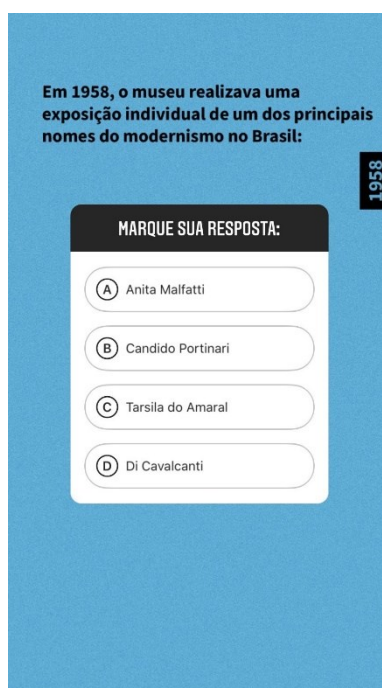 Em 1958, o museu realizava uma
exposição individual de um dos principais
nomes do modernismo no Brasil:
1958
MARQUE SUA RESPOSTA:
A Anita Malfatti
B Candido Portinari
C Tarsila do Amaral
D Di Cavalcanti